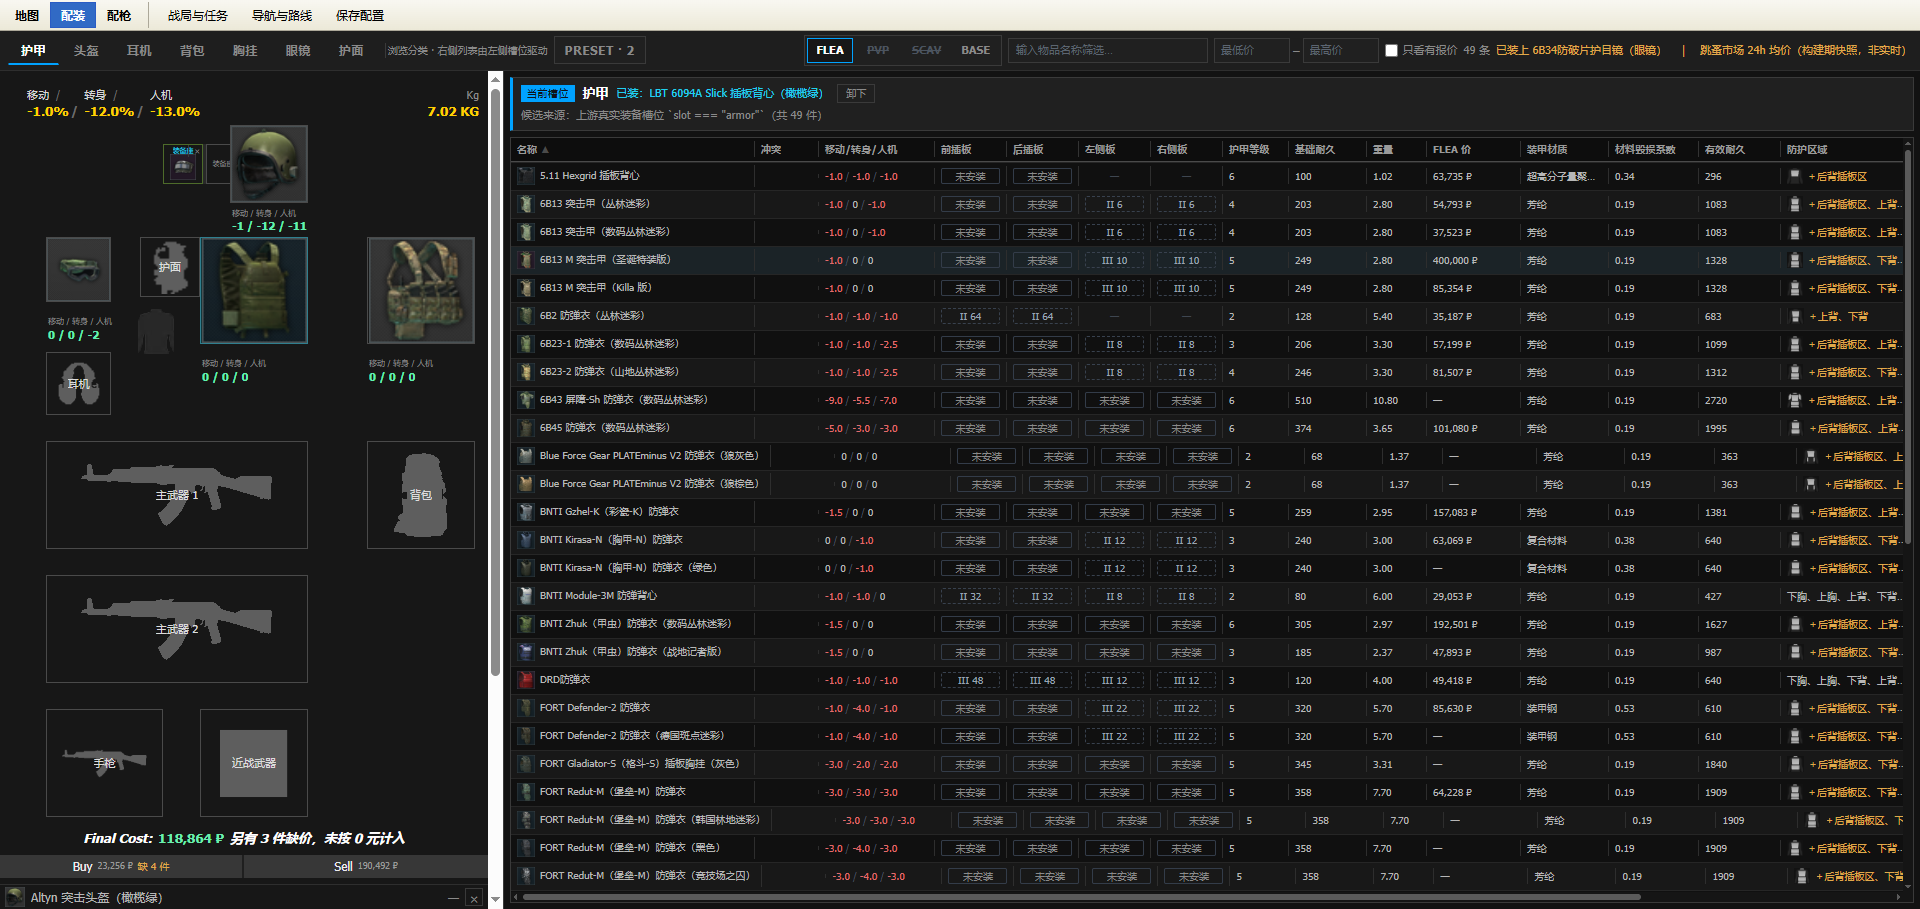 地图 配装 配枪 战局与任务 导航与路线 保存配置
护甲 头盔 耳机 背包 胸挂 眼镜 护面 浏览分类 · 右侧列表由左侧槽位驱动 PRESET · 2 FLEA PVP SCAV BASE 输入物品名称筛选... 最低价 — 最高价 只看有报价 49 条 已装上 6B34防破片护目镜（眼镜） | 跳蚤市场 24h 均价（构建期快照，非实时）
移动 / 转身 / 人机 Kg
-1.0% / -12.0% / -13.0% 7.02 KG
移动 / 转身 / 人机
-1 / -12 / -11
护面
移动 / 转身 / 人机
0 / 0 / -2
移动 / 转身 / 人机
0 / 0 / 0
移动 / 转身 / 人机
0 / 0 / 0
耳机
主武器 1
背包
主武器 2
手枪
近战武器
Final Cost: 118,864 ₽ 另有 3 件缺价，未按 0 元计入
Buy 23,256 ₽ 缺 4 件 Sell 190,492 ₽
Altyn 突击头盔（橄榄绿） — ×
当前槽位 护甲 已装：LBT 6094A Slick 插板背心（橄榄绿） 卸下
候选来源：上游真实装备槽位 `slot === "armor"` （共 49 件）
名称 ▲ 冲突 移动/转身/人机 前插板 后插板 左侧板 右侧板 护甲等级 基础耐久 重量 FLEA 价 装甲材质 材料毁损系数 有效耐久 防护区域
5.11 Hexgrid 插板背心 -1.0 / -1.0 / -1.0 未安装 未安装 — — 6 100 1.02 63,735 ₽ 超高分子量聚... 0.34 296 +后背插板区
6B13 突击甲（丛林迷彩） -1.0 / 0 / -1.0 未安装 未安装 II 6 II 6 4 203 2.80 54,793 ₽ 芳纶 0.19 1083 +后背插板区、上背...
6B13 突击甲（数码丛林迷彩） -1.0 / 0 / -1.0 未安装 未安装 II 6 II 6 4 203 2.80 37,523 ₽ 芳纶 0.19 1083 +后背插板区、上背...
6B13 M 突击甲（圣诞特装版） -1.0 / 0 / 0 未安装 未安装 III 10 III 10 5 249 2.80 400,000 ₽ 芳纶 0.19 1328 +后背插板区、下背...
6B13 M 突击甲（Killa 版） -1.0 / 0 / 0 未安装 未安装 III 10 III 10 5 249 2.80 85,354 ₽ 芳纶 0.19 1328 +后背插板区、下背...
6B2 防弹衣（丛林迷彩） -1.0 / -1.0 / -1.0 II 64 II 64 — — 2 128 5.40 35,187 ₽ 芳纶 0.19 683 +上背、下背
6B23-1 防弹衣（数码丛林迷彩） -1.0 / -1.0 / -2.5 未安装 未安装 II 8 II 8 3 206 3.30 57,199 ₽ 芳纶 0.19 1099 +后背插板区、上背...
6B23-2 防弹衣（山地丛林迷彩） -1.0 / -1.0 / -2.5 未安装 未安装 II 8 II 8 4 246 3.30 81,507 ₽ 芳纶 0.19 1312 +后背插板区、下背...
6B43 屏障-Sh 防弹衣（数码丛林迷彩） -9.0 / -5.5 / -7.0 未安装 未安装 未安装 未安装 6 510 10.80 — 芳纶 0.19 2720 +后背插板区、上背...
6B45 防弹衣（数码丛林迷彩） -5.0 / -3.0 / -3.0 未安装 未安装 未安装 未安装 6 374 3.65 101,080 ₽ 芳纶 0.19 1995 +后背插板区、上背...
Blue Force Gear PLATEminus V2 防弹衣（狼灰色） 0 / 0 / 0 未安装 未安装 未安装 未安装 2 68 1.37 — 芳纶 0.19 363 +后背插板区、上
Blue Force Gear PLATEminus V2 防弹衣（狼棕色） 0 / 0 / 0 未安装 未安装 未安装 未安装 2 68 1.37 — 芳纶 0.19 363 +后背插板区、上
BNTI Gzhel-K（彩瓷-K）防弹衣 -1.5 / 0 / 0 未安装 未安装 未安装 未安装 5 259 2.95 157,083 ₽ 芳纶 0.19 1381 +后背插板区、上背...
BNTI Kirasa-N（胸甲-N）防弹衣 0 / 0 / -1.0 未安装 未安装 II 12 II 12 3 240 3.00 63,069 ₽ 复合材料 0.38 640 +后背插板区、下背...
BNTI Kirasa-N（胸甲-N）防弹衣（绿色） 0 / 0 / -1.0 未安装 未安装 II 12 II 12 3 240 3.00 — 复合材料 0.38 640 +后背插板区、下背...
BNTI Module-3M 防弹背心 -1.0 / -1.0 / 0 II 32 II 32 II 8 II 8 2 80 6.00 29,053 ₽ 芳纶 0.19 427 下胸、上胸、上背、下背...
BNTI Zhuk（甲虫）防弹衣（数码丛林迷彩） -1.5 / 0 / 0 未安装 未安装 未安装 未安装 6 305 2.97 192,501 ₽ 芳纶 0.19 1627 +后背插板区、上背...
BNTI Zhuk（甲虫）防弹衣（战地记者版） -1.5 / 0 / 0 未安装 未安装 未安装 未安装 3 185 2.37 47,893 ₽ 芳纶 0.19 987 +后背插板区、下背...
DRD防弹衣 -1.0 / -1.0 / -1.0 III 48 III 48 III 12 III 12 3 120 4.00 49,418 ₽ 芳纶 0.19 640 下胸、上胸、下背、上背...
FORT Defender-2 防弹衣 -1.0 / -4.0 / -1.0 未安装 未安装 III 22 III 22 5 320 5.70 85,630 ₽ 装甲钢 0.53 610 +后背插板区、下背...
FORT Defender-2 防弹衣（德国斑点迷彩） -1.0 / -4.0 / -1.0 未安装 未安装 III 22 III 22 5 320 5.70 — 装甲钢 0.53 610 +后背插板区、下背...
FORT Gladiator-S（格斗-S）插板胸挂（灰色） -3.0 / -2.0 / -2.0 未安装 未安装 未安装 未安装 5 345 3.31 — 芳纶 0.19 1840 +后背插板区、下背...
FORT Redut-M（堡垒-M）防弹衣 -3.0 / -3.0 / -3.0 未安装 未安装 未安装 未安装 5 358 7.70 64,228 ₽ 芳纶 0.19 1909 +后背插板区、下背...
FORT Redut-M（堡垒-M）防弹衣（韩国林地迷彩） -3.0 / -3.0 / -3.0 未安装 未安装 未安装 未安装 5 358 7.70 — 芳纶 0.19 1909 +后背插板区、下
FORT Redut-M（堡垒-M）防弹衣（黑色） -3.0 / -4.0 / -3.0 未安装 未安装 未安装 未安装 5 358 7.70 — 芳纶 0.19 1909 +后背插板区、下背...
FORT Redut-M（堡垒-M）防弹衣（竞技场之囚） -3.0 / -4.0 / -3.0 未安装 未安装 未安装 未安装 5 358 7.70 — 芳纶 0.19 1909 +后背插板区、下背